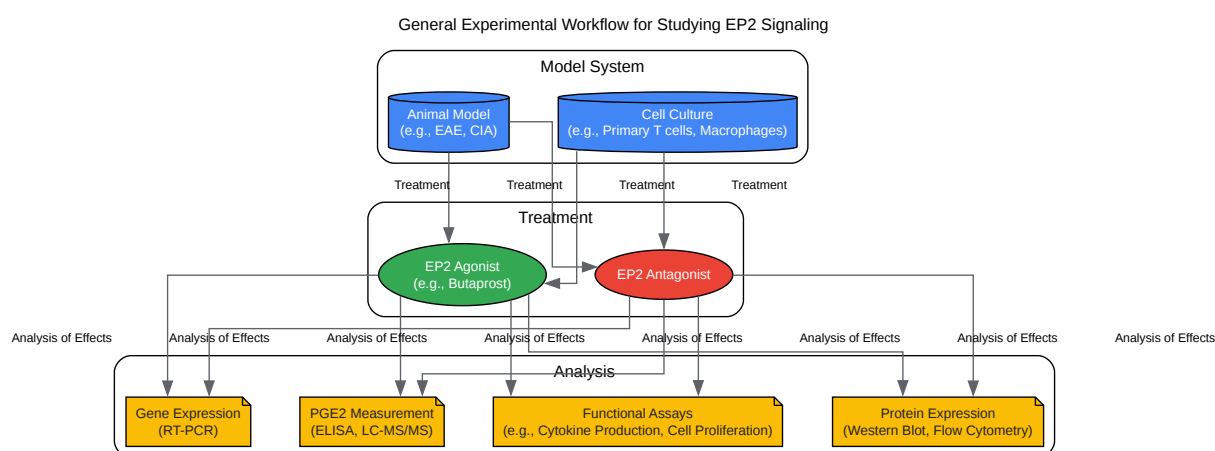 General Experimental Workflow for Studying EP2 Signaling
Model System
Animal Model
(e.g., EAE, CIA)
Cell Culture
(e.g., Primary T cells, Macrophages)
Treatment
Treatment
Treatment
Treatment
Treatment
EP2 Agonist
(e.g., Butaprost)
EP2 Antagonist
Analysis of Effects
Analysis of Effects
Analysis of Effects
Analysis of Effects
Analysis of Effects
Analysis of Effects
Analysis of Effects
Analysis of Effects
Analysis
Gene Expression
(RT-PCR)
PGE2 Measurement
(ELISA, LC-MS/MS)
Functional Assays
(e.g., Cytokine Production, Cell Proliferation)
Protein Expression
(Western Blot, Flow Cytometry)